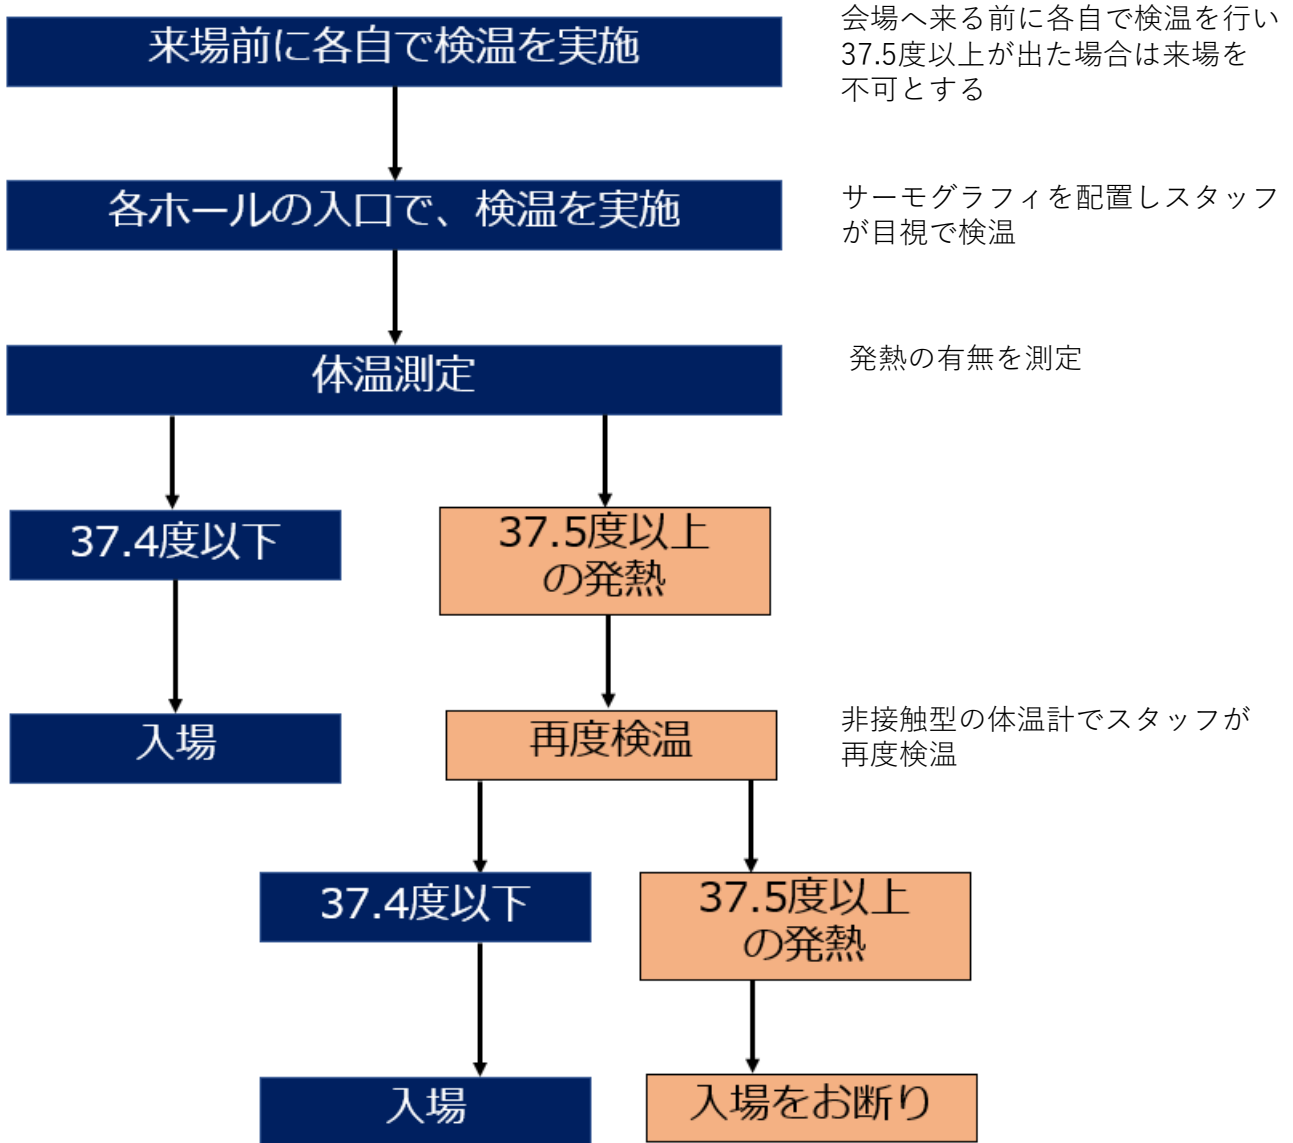 来場前に各自で検温を実施
会場へ来る前に各自で検温を行い
37.5度以上が出た場合は来場を
不可とする
各ホールの入口で、検温を実施
サーモグラフィを配置しスタッフ
が目視で検温
体温測定
発熱の有無を測定
37.4度以下
37.5度以上
の発熱
入場
再度検温
非接触型の体温計でスタッフが
再度検温
37.4度以下
37.5度以上
の発熱
入場
入場をお断り